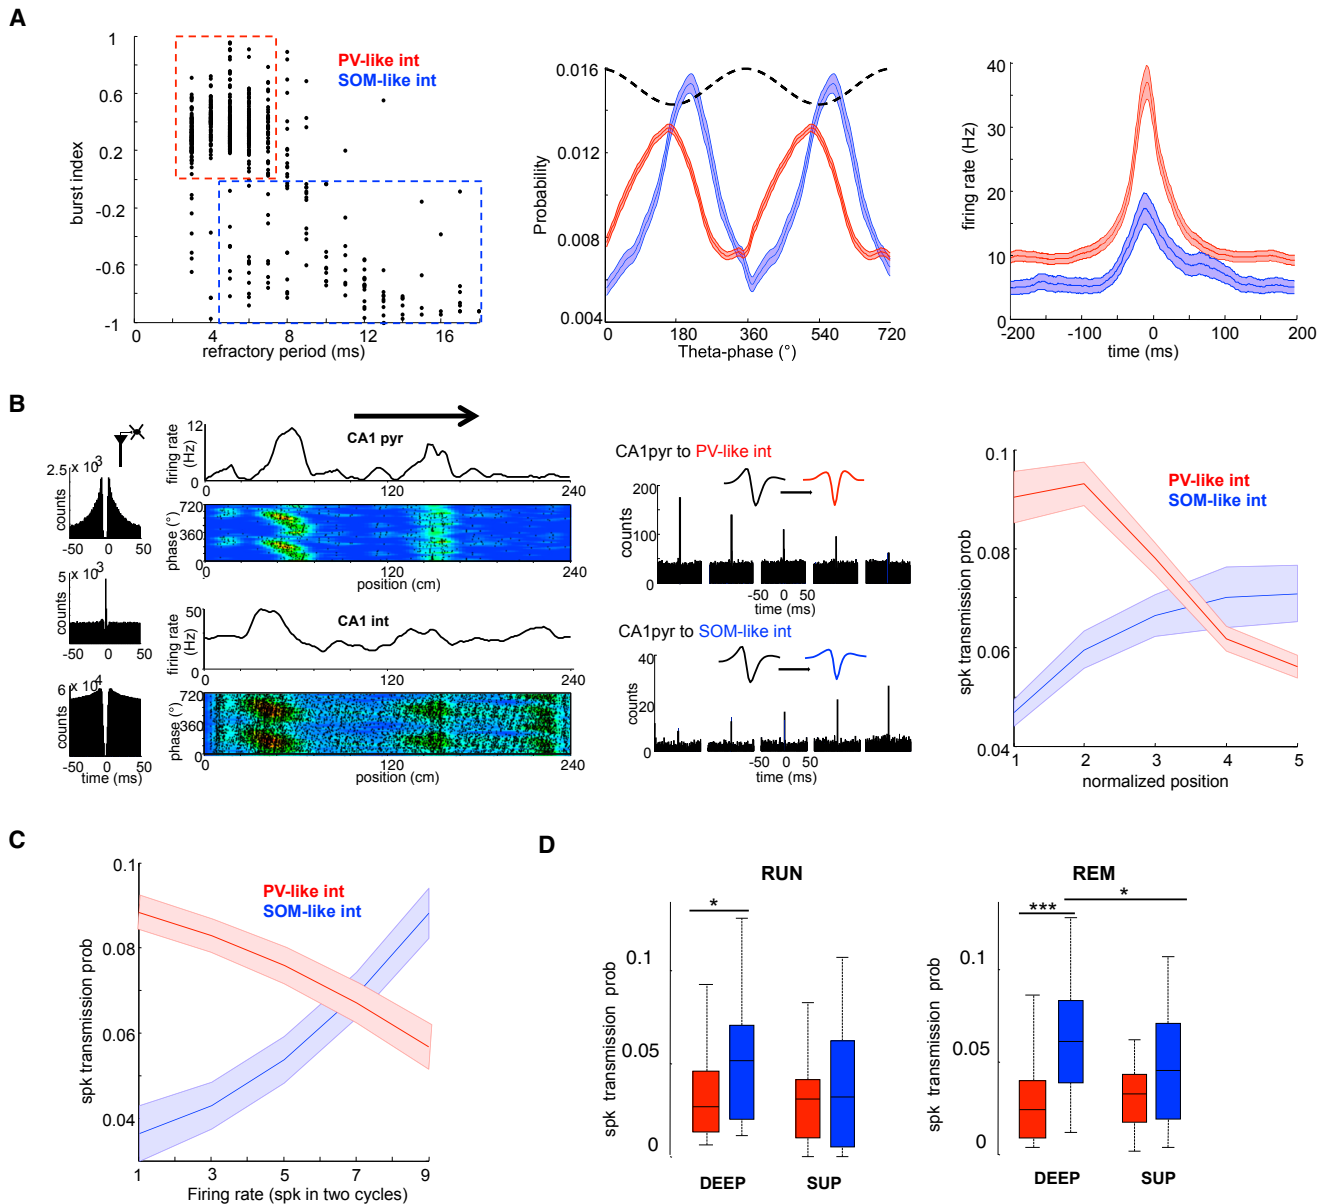 A
1
0.6
0.2
-0.2
-0.6
-1
burst index
0
4
8
12
16
refractory period (ms)
PV-like int
SOM-like int
0.016
0.012
0.008
0.004
Probability
0
180
360
540
720
Theta-phase (°)
40
30
20
10
0
firing rate (Hz)
-200
-100
0
100
200
time (ms)
B
2.5 x 10³
counts
0
-50 0 50
5 x 10³
counts
0
-50 0 50
6 x 10⁴
counts
0
-50 0 50
time (ms)
12
firing rate
(Hz)
0
CA1 pyr
0 120 240
720
360
0
phase (°)
0 120 240
position (cm)
50
firing rate
(Hz)
0
CA1 int
0 120 240
720
360
0
phase (°)
0 120 240
position (cm)
CA1pyr to PV-like int
200
100
0
counts
-50 0 50
time (ms)
CA1pyr to SOM-like int
40
20
0
counts
-50 0 50
time (ms)
0.1
0.08
0.06
0.04
spk transmission prob
PV-like int
SOM-like int
1 2 3 4 5
normalized position
C
0.1
0.08
0.06
0.04
spk transmission prob
PV-like int
SOM-like int
1 3 5 7 9
Firing rate (spk in two cycles)
D
RUN
*
0.1
0.05
0
spk transmission prob
DEEP SUP
REM
***
*
0.1
0.05
0
spk transmission prob
DEEP SUP